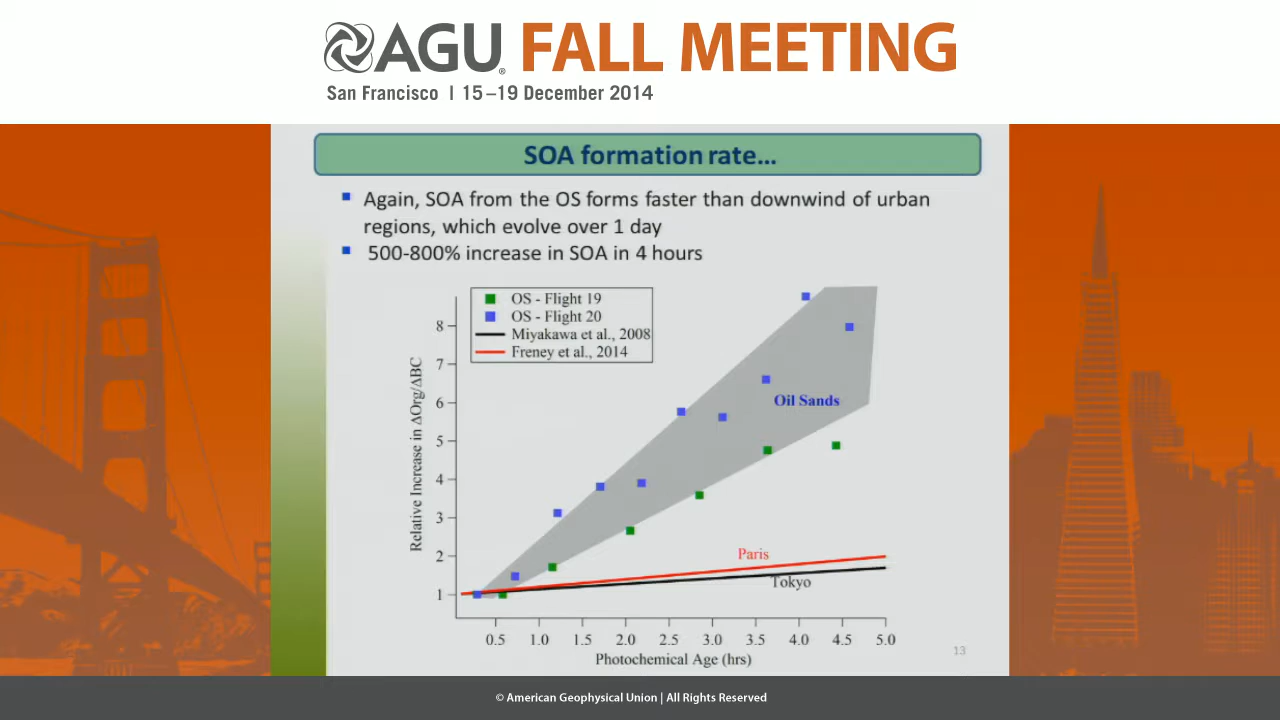 AGU FALL MEETING
San Francisco | 15–19 December 2014
SOA formation rate…
Again, SOA from the OS forms faster than downwind of urban
regions, which evolve over 1 day
500-800% increase in SOA in 4 hours
OS - Flight 19
OS - Flight 20
Miyakawa et al., 2008
Freney et al., 2014
8
7
6
5
4
3
2
1
Relative Increase in ΔOrg/ΔBC
Oil Sands
Paris
Tokyo
0.5 1.0 1.5 2.0 2.5 3.0 3.5 4.0 4.5 5.0
Photochemical Age (hrs)
13
© American Geophysical Union | All Rights Reserved